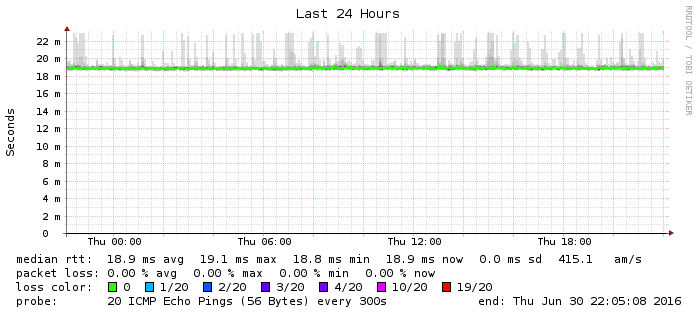 Last 24 Hours
RRDTOOL / TOBI OETIKER
Seconds
22 m
20 m
18 m
16 m
14 m
12 m
10 m
8 m
6 m
4 m
2 m
0
Thu 00:00 Thu 06:00 Thu 12:00 Thu 18:00
median rtt: 18.9 ms avg 19.1 ms max 18.8 ms min 18.9 ms now 0.0 ms sd 415.1 am/s
packet loss: 0.00 % avg 0.00 % max 0.00 % min 0.00 % now
loss color: 0 1/20 2/20 3/20 4/20 10/20 19/20
probe: 20 ICMP Echo Pings (56 Bytes) every 300s end: Thu Jun 30 22:05:08 2016